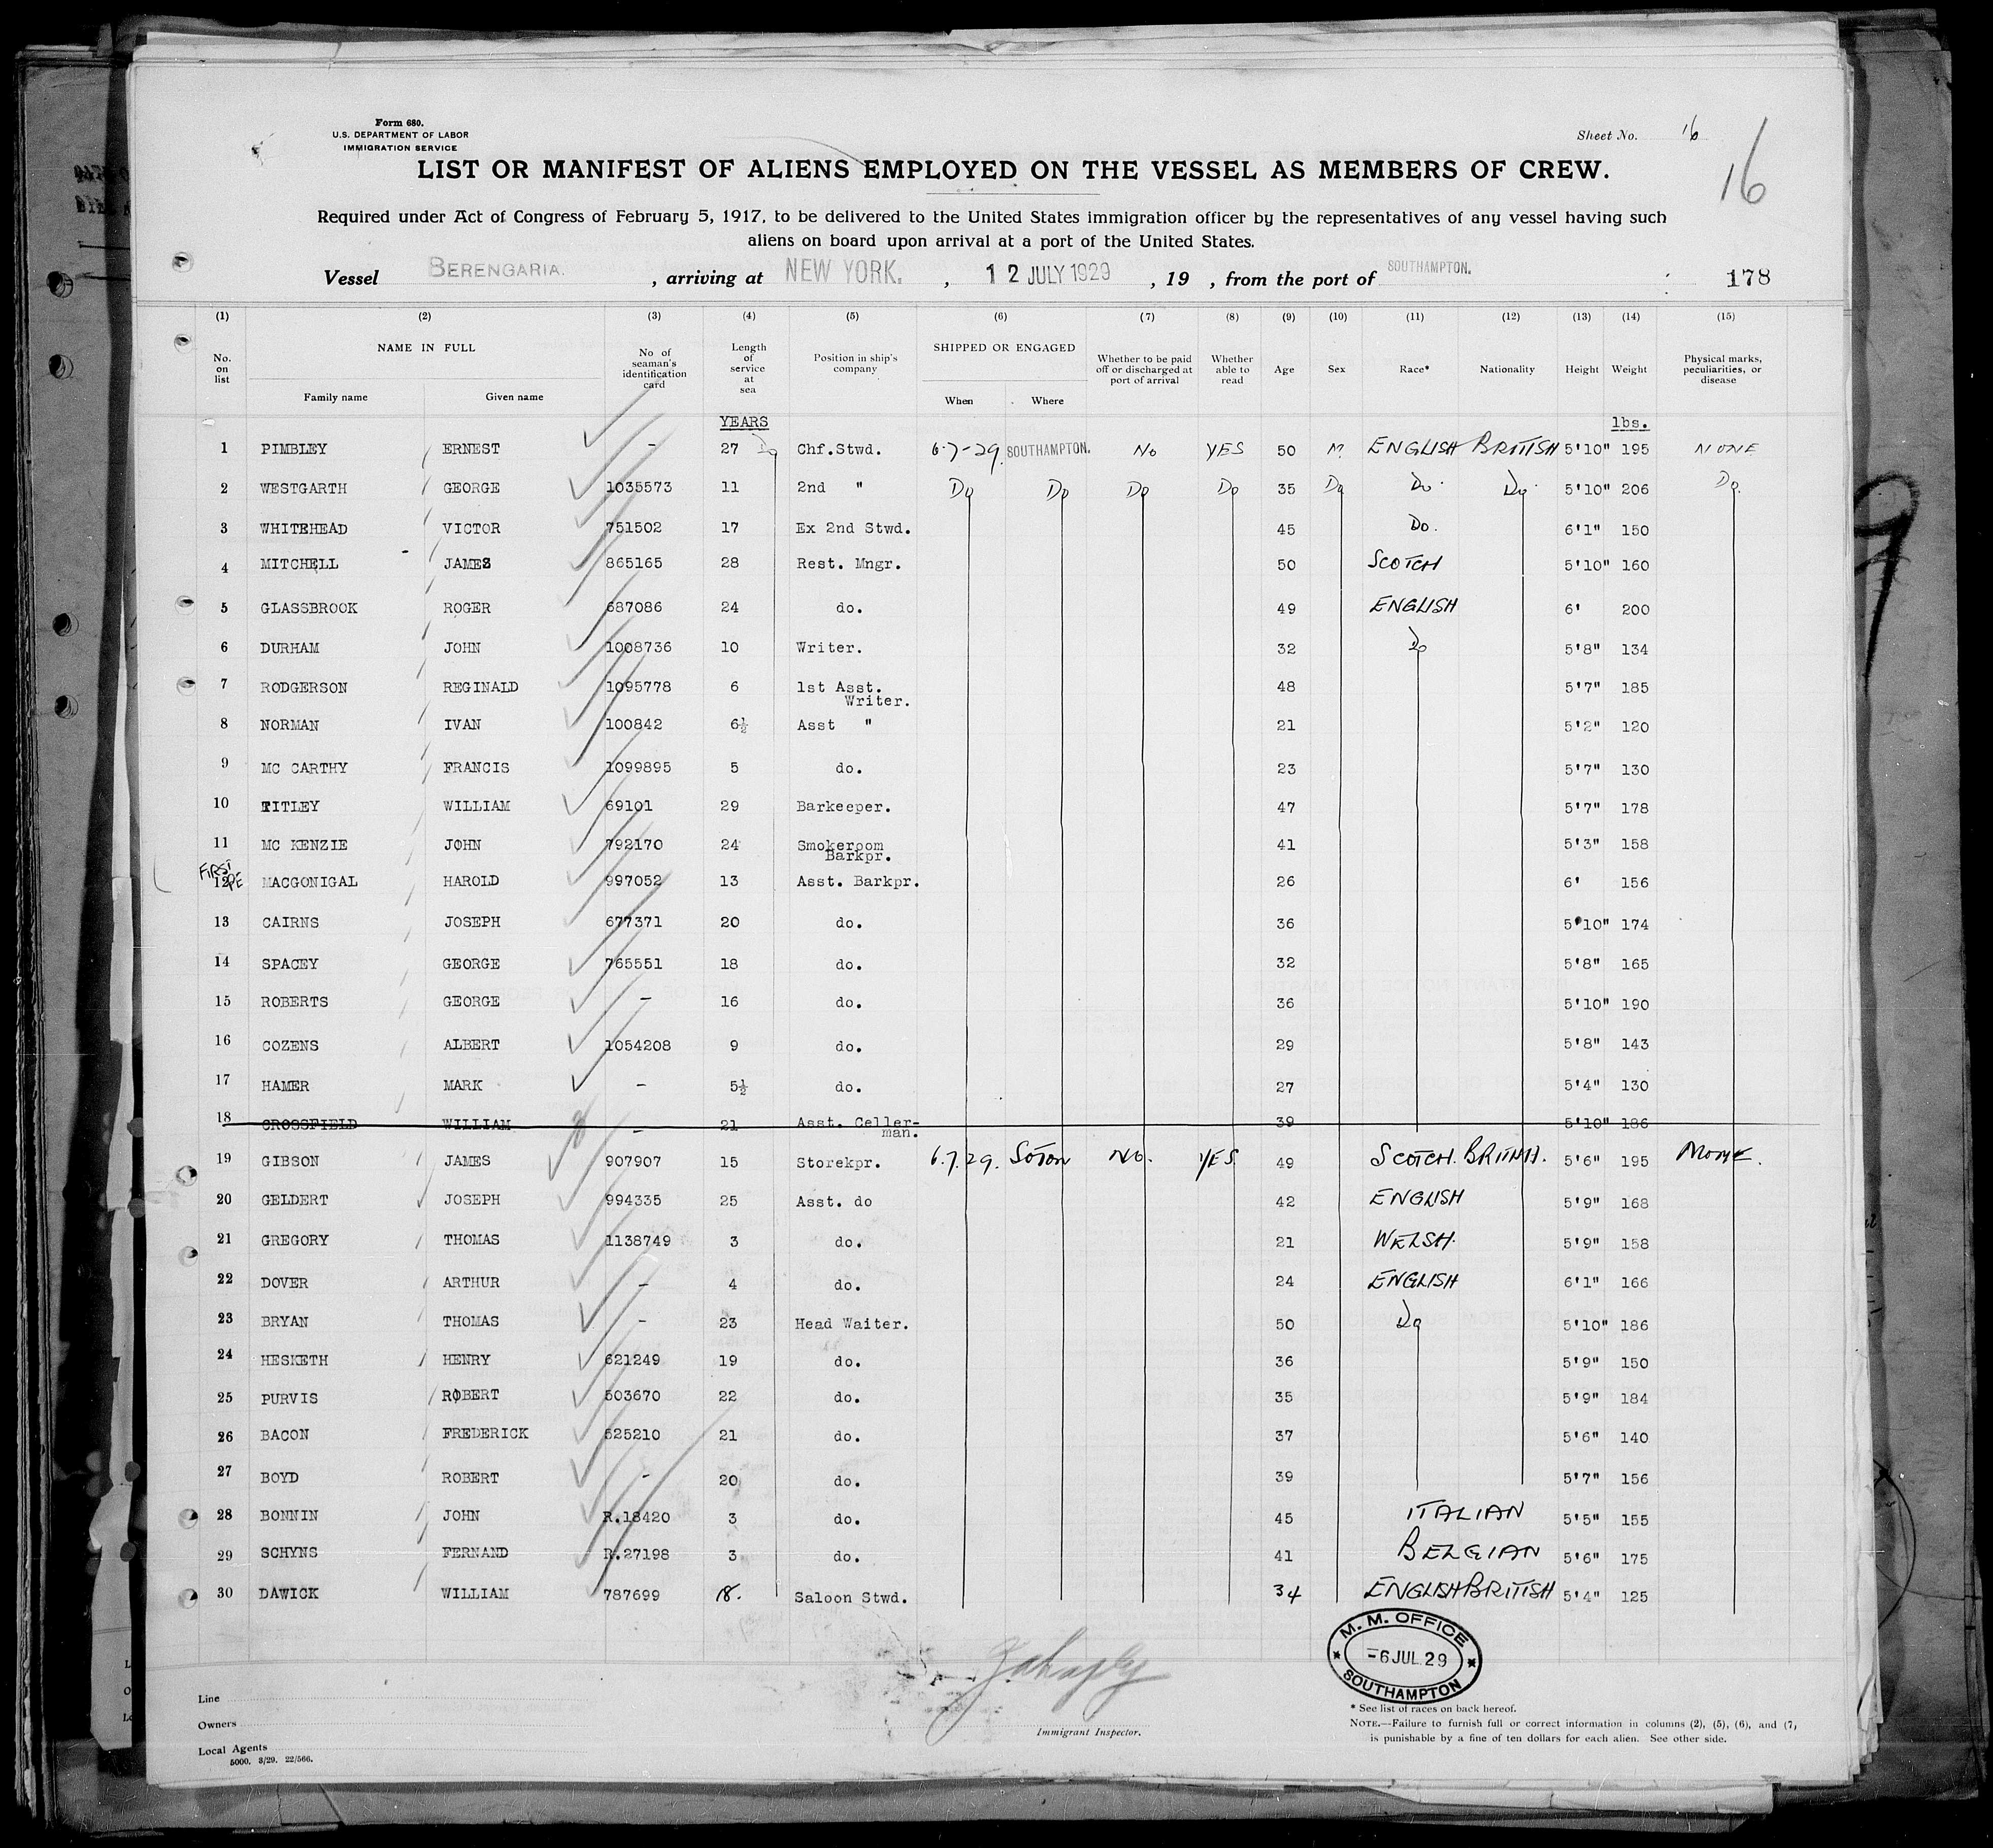 Form 680.
U.S. DEPARTMENT OF LABOR
IMMIGRATION SERVICE
Sheet No. 16
16
LIST OR MANIFEST OF ALIENS EMPLOYED ON THE VESSEL AS MEMBERS OF CREW.
Required under Act of Congress of February 5, 1917, to be delivered to the United States immigration officer by the representatives of any vessel having such
aliens on board upon arrival at a port of the United States.
Vessel BERENGARIA. , arriving at NEW YORK. , 12 JULY 1929 , 19 , from the port of SOUTHAMPTON. 178
(1) (2) (3) (4) (5) (6) (7) (8) (9) (10) (11) (12) (13) (14) (15)
No. on list NAME IN FULL Family name Given name No of seaman's identification card Length of service at sea Position in ship's company SHIPPED OR ENGAGED When Where Whether to be paid off or discharged at port of arrival Whether able to read Age Sex Race* Nationality Height Weight Physical marks, peculiarities, or disease
YEARS lbs.
1 PIMBLEY ERNEST - 27 Chf.Stwd. 6-7-29. SOUTHAMPTON. No YES 50 M. ENGLISH BRITISH 5'10" 195 NONE
2 WESTGARTH GEORGE 1035573 11 2nd " Do Do Do Do 35 Do Do. Do. 5'10" 206 Do.
3 WHITEHEAD VICTOR 751502 17 Ex 2nd Stwd. 45 Do. 6'1" 150
4 MITCHELL JAMES 865165 28 Rest. Mngr. 50 SCOTCH 5'10" 160
5 GLASSBROOK ROGER 687086 24 do. 49 ENGLISH 6' 200
6 DURHAM JOHN 1008736 10 Writer. 32 Do 5'8" 134
7 RODGERSON REGINALD 1095778 6 1st Asst. Writer. 48 5'7" 185
8 NORMAN IVAN 100842 6½ Asst " 21 5'2" 120
9 MC CARTHY FRANCIS 1099895 5 do. 23 5'7" 130
10 TITLEY WILLIAM 69101 29 Barkeeper. 47 5'7" 178
11 MC KENZIE JOHN 792170 24 Smokeroom Barkpr. 41 5'3" 158
FIRST
12 MACGONIGAL HAROLD 997052 13 Asst. Barkpr. 26 6' 156
13 CAIRNS JOSEPH 677371 20 do. 36 5'10" 174
14 SPACEY GEORGE 765551 18 do. 32 5'8" 165
15 ROBERTS GEORGE - 16 do. 36 5'10" 190
16 COZENS ALBERT 1054208 9 do. 29 5'8" 143
17 HAMER MARK - 5½ do. 27 5'4" 130
18 CROSSFIELD WILLIAM - 21 Asst. Celler-man. 39 5'10" 186
19 GIBSON JAMES 907907 15 Storekpr. 6.7.29. SOTON NO. YES 49 SCOTCH. BRITISH. 5'6" 195 NONE.
20 GELDERT JOSEPH 994335 25 Asst. do 42 ENGLISH 5'9" 168
21 GREGORY THOMAS 1138749 3 do. 21 WELSH. 5'9" 158
22 DOVER ARTHUR - 4 do. 24 ENGLISH 6'1" 166
23 BRYAN THOMAS - 23 Head Waiter. 50 Do 5'10" 186
24 HESKETH HENRY 621249 19 do. 36 5'9" 150
25 PURVIS ROBERT 503670 22 do. 35 5'9" 184
26 BACON FREDERICK 525210 21 do. 37 5'6" 140
27 BOYD ROBERT - 20 do. 39 5'7" 156
28 BONNIN JOHN R.18420 3 do. 45 ITALIAN 5'5" 155
29 SCHYNS FERNAND R.27198 3 do. 41 BELGIAN 5'6" 175
30 DAWICK WILLIAM 787699 18. Saloon Stwd. 34 ENGLISH BRITISH 5'4" 125
M. M. OFFICE
-6 JUL 29
SOUTHAMPTON
Line
Owners
Local Agents
5000. 3/29. 22/566.
Immigrant Inspector.
* See list of races on back hereof.
NOTE.—Failure to furnish full or correct information in columns (2), (5), (6), and (7,
is punishable by a fine of ten dollars for each alien. See other side.